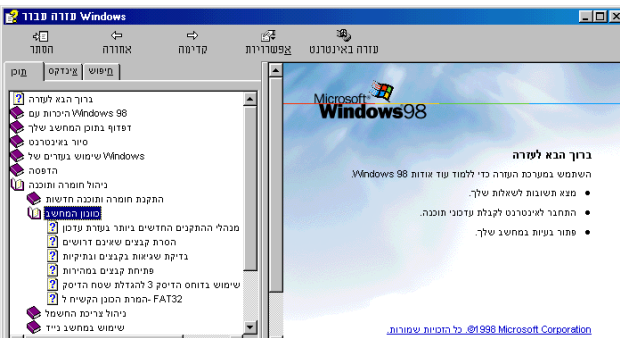 עזרה עבור Windows
הסתר
אחורה
קדימה
אפשרויות
עזרה באינטרנט
תוכן
אינדקס
חיפוש
ברוך הבא לעזרה
היכרות עם Windows 98
דפדוף בתוכן המחשב שלך
סיור באינטרנט
שימוש בעזרים של Windows
הדפסה
ניהול חומרה ותוכנה
התקנת חומרה ותוכנה חדשות
כוונון המחשב
מנהלי ההתקנים החדשים ביותר בעזרת עדכון
הסרת קבצים שאינם דרושים
בדיקת שגיאות בקבצים ובתיקיות
פתיחת קבצים במהירות
שימוש בדוחס הדיסק 3 להגדלת שטח הדיסק
המרת הכונן הקשיח ל- FAT32
ניהול צריכת החשמל
שימוש במחשב נייד
Microsoft
Windows98
ברוך הבא לעזרה
השתמש במערכת העזרה כדי ללמוד עוד אודות Windows 98.
• מצא תשובות לשאלות שלך.
• התחבר לאינטרנט לקבלת עדכוני תוכנה.
• פתור בעיות במחשב שלך.
©1998 Microsoft Corporation. כל הזכויות שמורות.